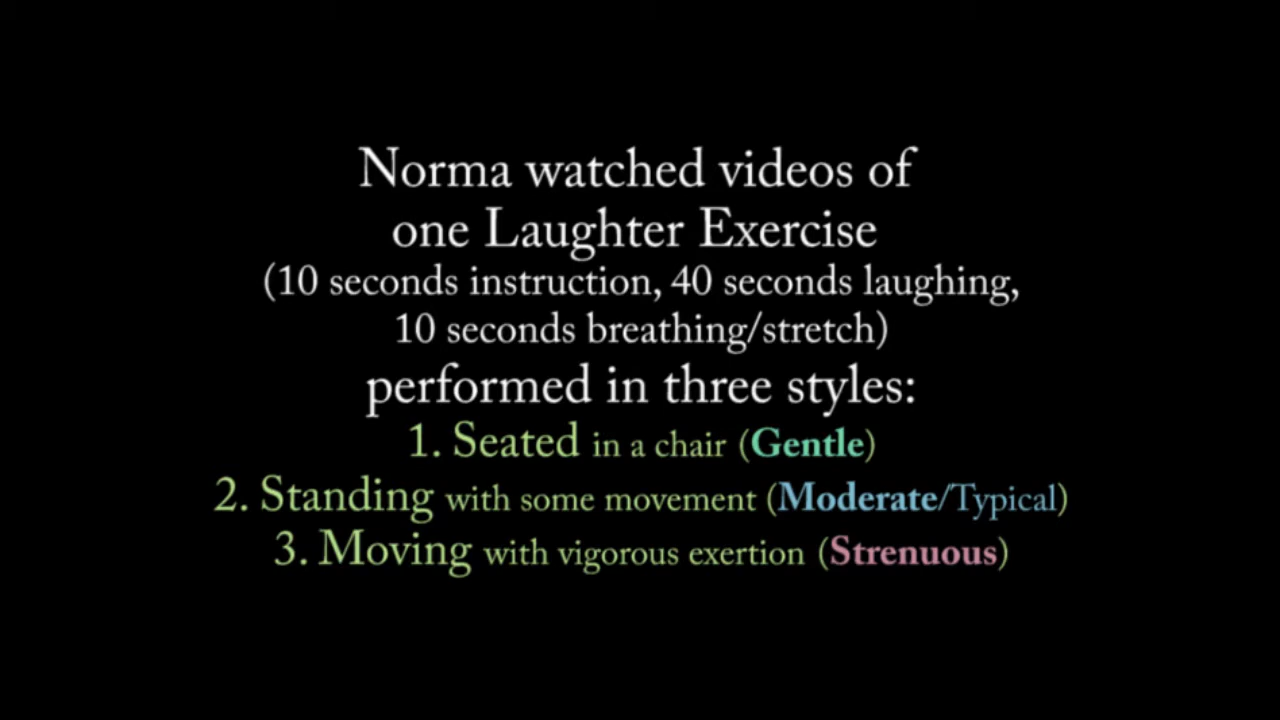 Norma watched videos of
one Laughter Exercise
(10 seconds instruction, 40 seconds laughing,
10 seconds breathing/stretch)
performed in three styles:
1. Seated in a chair (Gentle)
2. Standing with some movement (Moderate/Typical)
3. Moving with vigorous exertion (Strenuous)